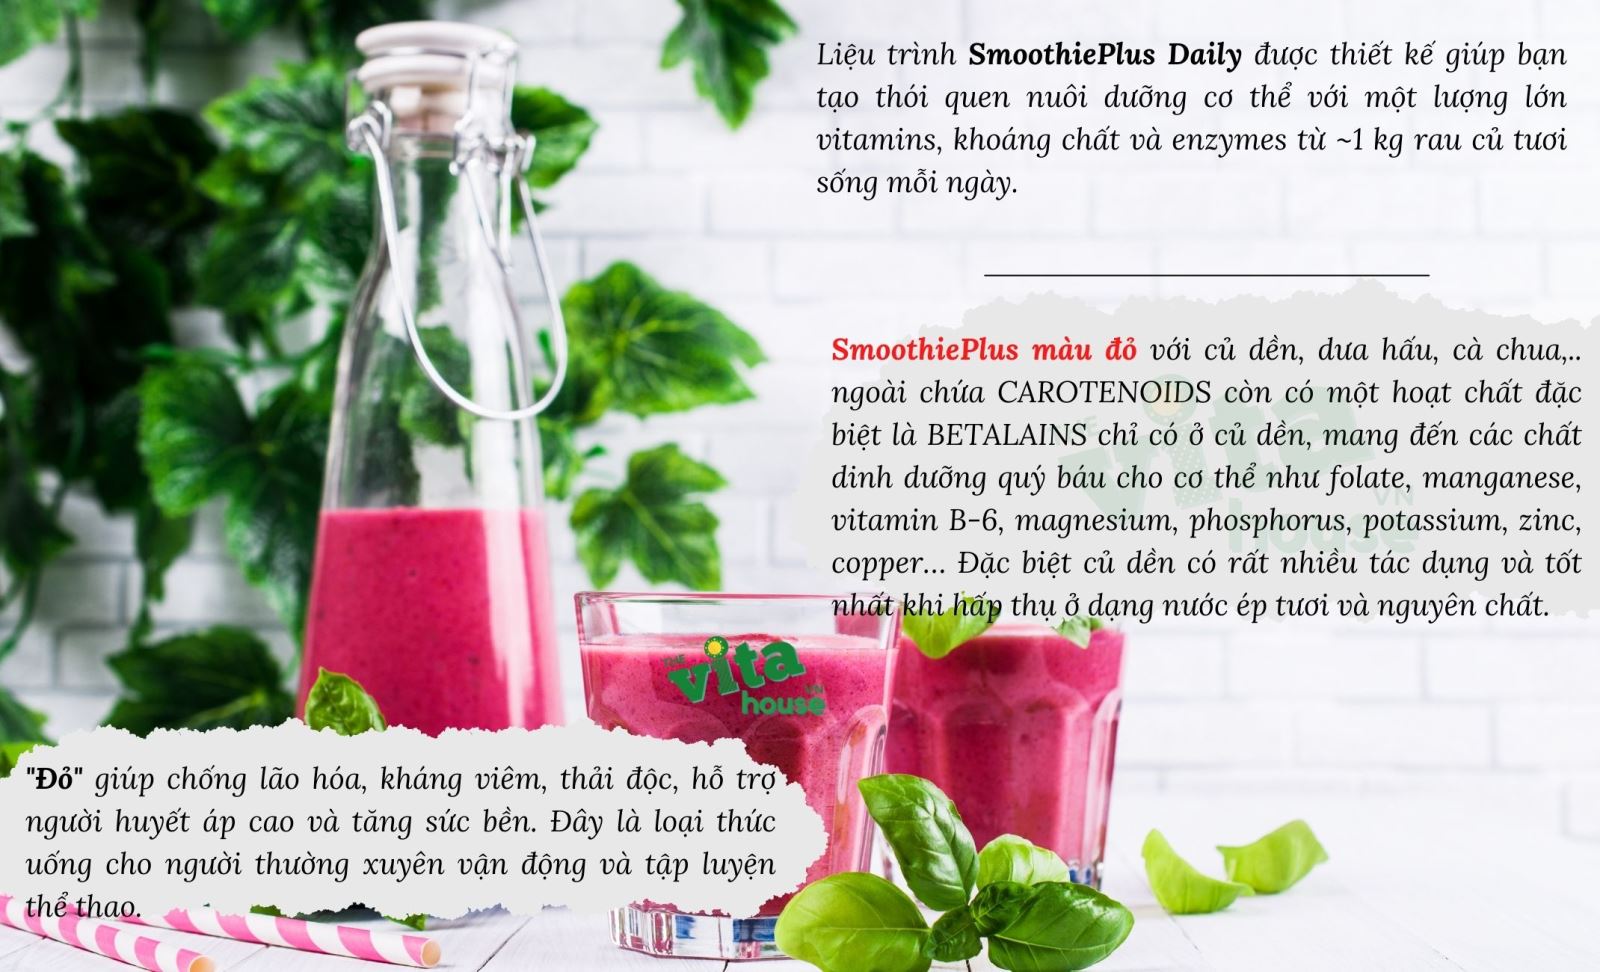 Liệu trình SmoothiePlus Daily được thiết kế giúp bạn
tạo thói quen nuôi dưỡng cơ thể với một lượng lớn
vitamins, khoáng chất và enzymes từ ~1 kg rau củ tươi
sống mỗi ngày.
SmoothiePlus màu đỏ với củ dền, dưa hấu, cà chua,..
ngoài chứa CAROTENOIDS còn có một hoạt chất đặc
biệt là BETALAINS chỉ có ở củ dền, mang đến các chất
dinh dưỡng quý báu cho cơ thể như folate, manganese,
vitamin B-6, magnesium, phosphorus, potassium, zinc,
copper... Đặc biệt củ dền có rất nhiều tác dụng và tốt
nhất khi hấp thụ ở dạng nước ép tươi và nguyên chất.
THE
vita
VN
house
THE
vita
VN
house
"Đỏ" giúp chống lão hóa, kháng viêm, thải độc, hỗ trợ
người huyết áp cao và tăng sức bền. Đây là loại thức
uống cho người thường xuyên vận động và tập luyện
thể thao.